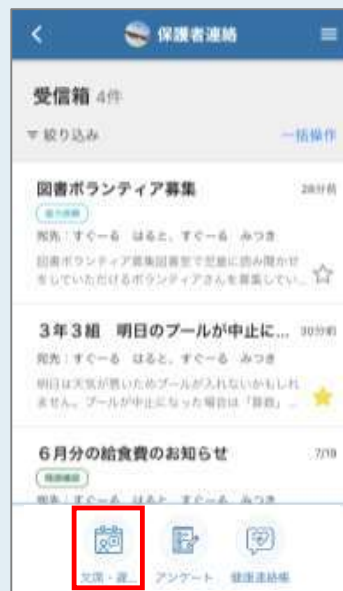 保護者連絡
受信箱 4件
絞り込み
一括操作
図書ボランティア募集
28分前
宛先：すぐーる はると、すぐーる みつき
図書ボランティア募集図書室で児童に読み聞かせ
をしていただけるボランティアさんを募集してい...
3年3組 明日のプールが中止に...
30分前
宛先：すぐーる はると、すぐーる みつき
明日は天気が悪いためプールが入れないかもしれ
ません。プールが中止になった場合は「算数」...
6月分の給食費のお知らせ
7/19
宛先：すぐーる はると、すぐーる みつき
欠席・遅...
アンケート
健康連絡帳